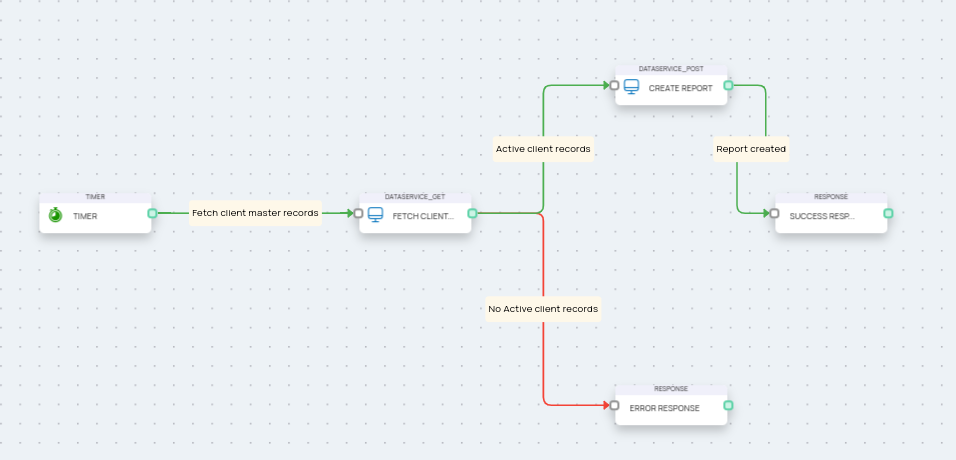 DATASERVICE_POST
CREATE REPORT
Active client records
Report created
TIMER
TIMER
Fetch client master records
DATASERVICE_GET
FETCH CLIENT...
RESPONSE
SUCCESS RESP...
No Active client records
RESPONSE
ERROR RESPONSE